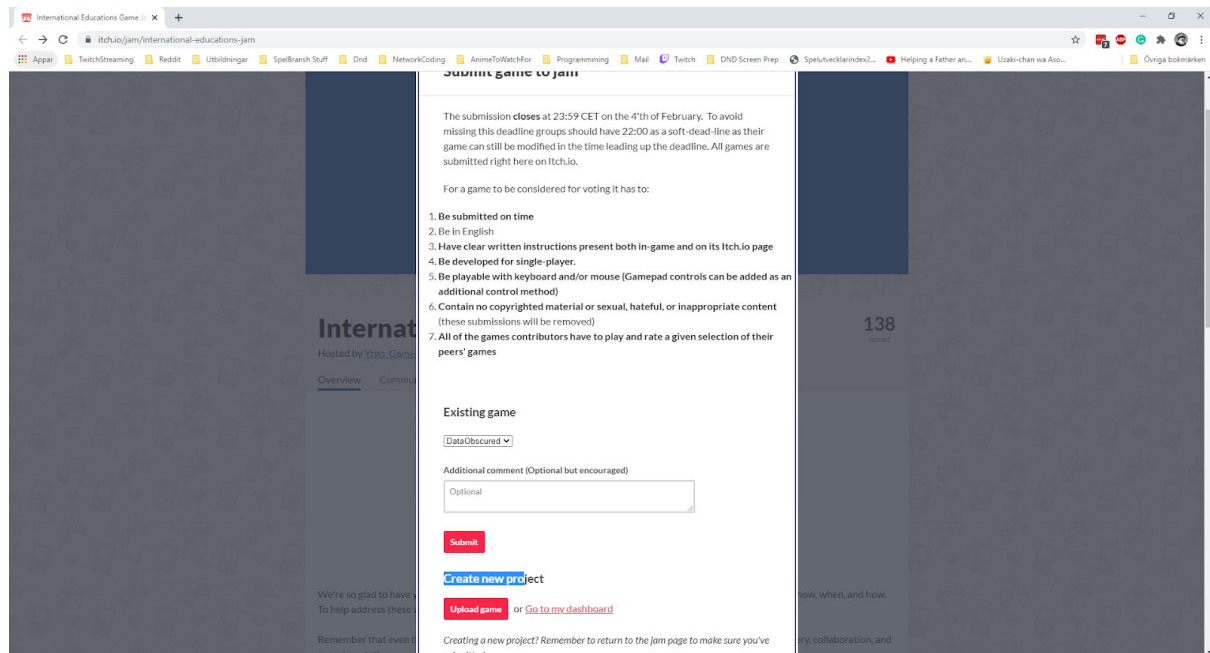 International Educations Game J
itch.io/jam/international-educations-jam
Appar TwitchStreaming Reddit Utbildningar SpelBransh Stuff Dnd NetworkCoding AnimeToWatchFor Programmming Mail Twitch DND Screen Prep Spelutvecklarindex2... Helping a Father an... Uzaki-chan wa Aso... Övriga bokmärken
Submit game to jam
The submission closes at 23:59 CET on the 4'th of February. To avoid
missing this deadline groups should have 22:00 as a soft-dead-line as their
game can still be modified in the time leading up the deadline. All games are
submitted right here on Itch.io.
For a game to be considered for voting it has to:
1. Be submitted on time
2. Be in English
3. Have clear written instructions present both in-game and on its Itch.io page
4. Be developed for single-player.
5. Be playable with keyboard and/or mouse (Gamepad controls can be added as an
additional control method)
6. Contain no copyrighted material or sexual, hateful, or inappropriate content
(these submissions will be removed)
7. All of the games contributors have to play and rate a given selection of their
peers' games
Internat 138
Hosted by Yrgo_Game Joined
Overview Commu
Existing game
DataObscured
Additional comment (Optional but encouraged)
Optional
Submit
Create new project
Upload game or Go to my dashboard
We're so glad to have now, when, and how.
To help address these
Creating a new project? Remember to return to the jam page to make sure you've
Remember that even t ery, collaboration, and